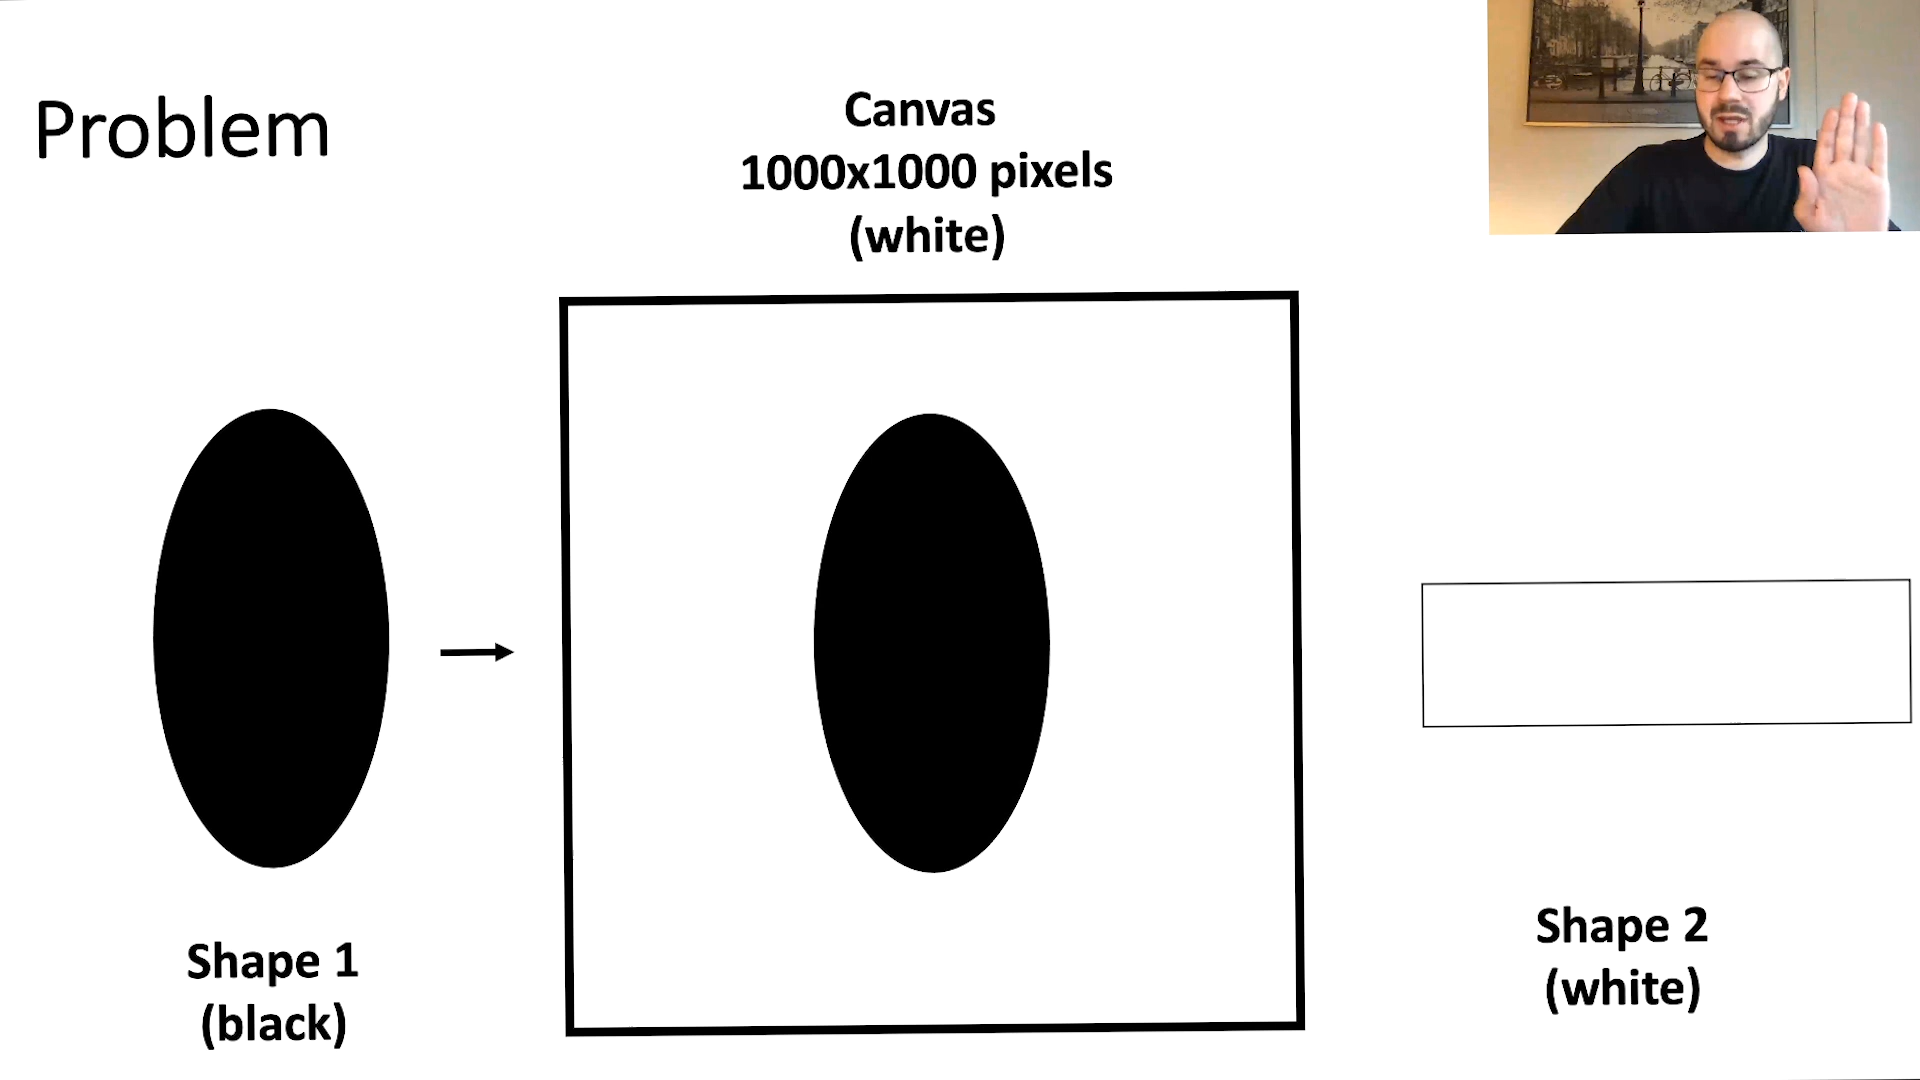 Problem
Canvas
1000x1000 pixels
(white)
Shape 1
(black)
Shape 2
(white)